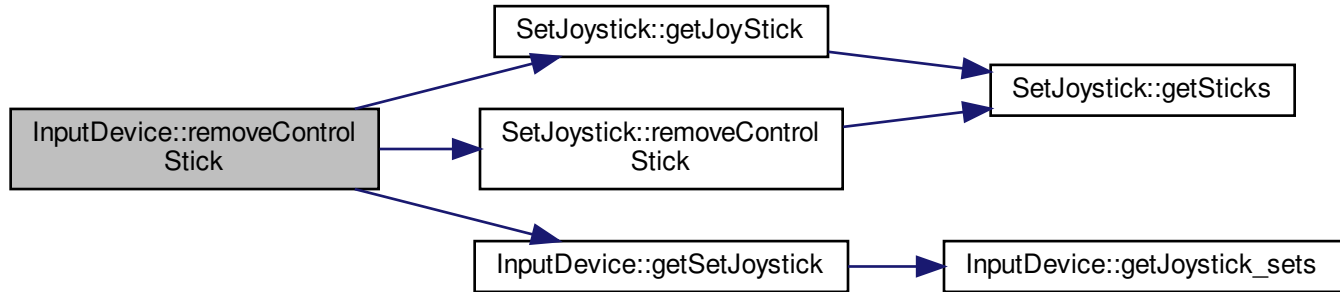 SetJoystick::getJoyStick
SetJoystick::getSticks
InputDevice::removeControl
Stick
SetJoystick::removeControl
Stick
InputDevice::getSetJoystick
InputDevice::getJoystick_sets